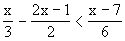 x/3 − (2x − 1)/2 < (x − 7)/6